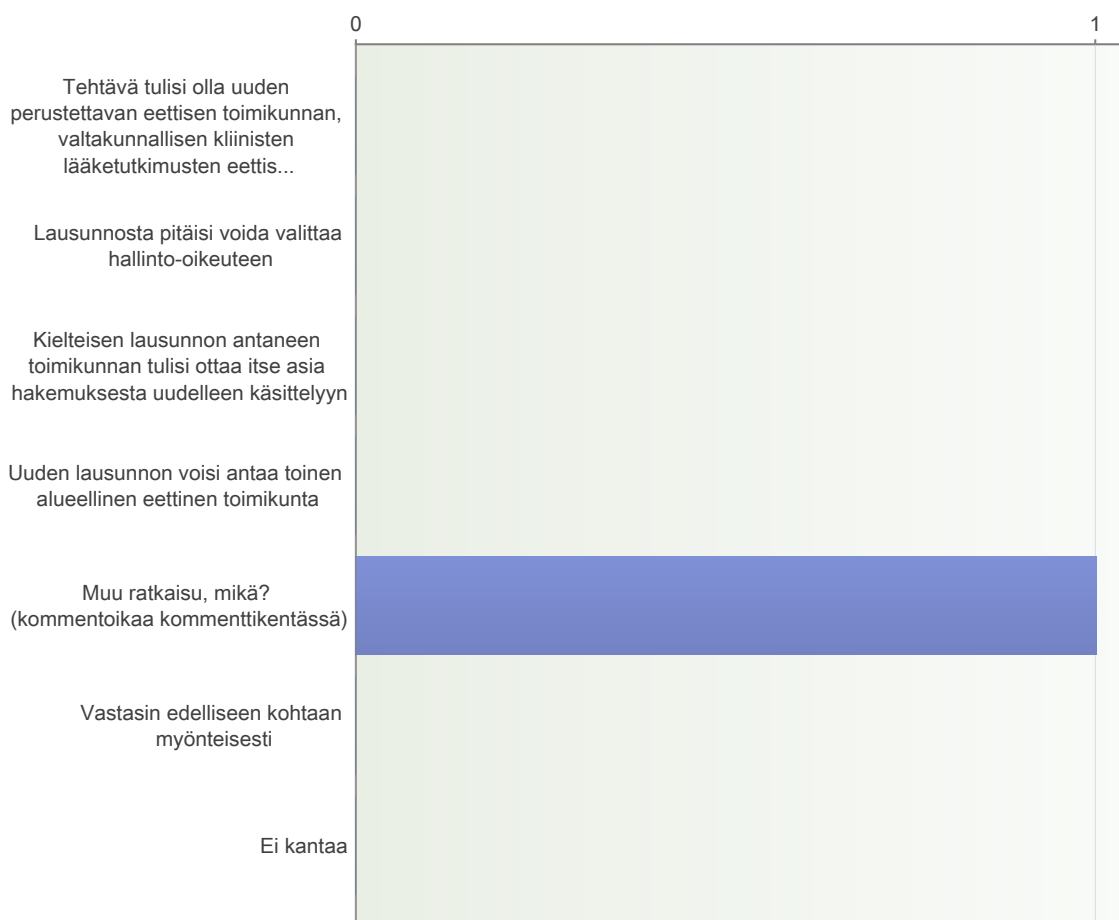 0 1
Tehtävä tulisi olla uuden
perustettavan eettisen toimikunnan,
valtakunnallisen kliinisten
lääketutkimusten eettis...
Lausunnosta pitäisi voida valittaa
hallinto-oikeuteen
Kielteisen lausunnon antaneen
toimikunnan tulisi ottaa itse asia
hakemuksesta uudelleen käsittelyyn
Uuden lausunnon voisi antaa toinen
alueellinen eettinen toimikunta
Muu ratkaisu, mikä?
(kommentoikaa kommenttikentässä)
Vastasin edelliseen kohtaan
myönteisesti
Ei kantaa